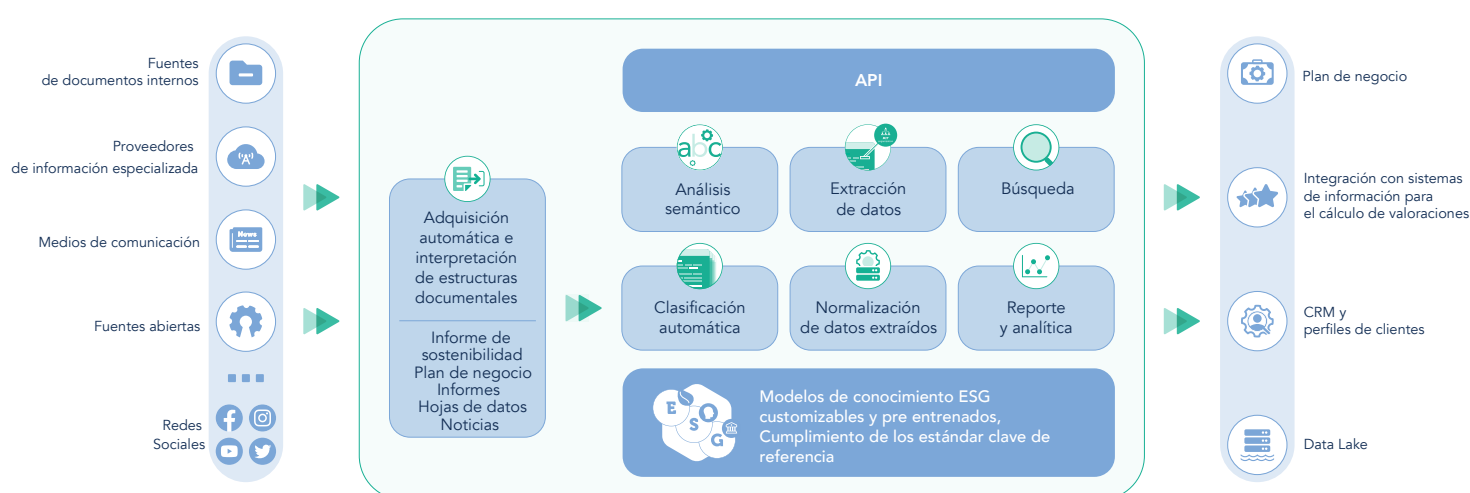 Fuentes
de documentos internos
Proveedores
de información especializada
Medios de comunicación
News
Fuentes abiertas
Redes
Sociales
Adquisición
automática e
interpretación
de estructuras
documentales
Informe de
sostenibilidad
Plan de negocio
Informes
Hojas de datos
Noticias
API
abc
Análisis
semántico
Extracción
de datos
Búsqueda
Clasificación
automática
Normalización
de datos extraídos
Reporte
y analítica
E
S
G
Modelos de conocimiento ESG
customizables y pre entrenados,
Cumplimiento de los estándar clave de
referencia
Plan de negocio
Integración con sistemas
de información para
el cálculo de valoraciones
CRM y
perfiles de clientes
Data Lake